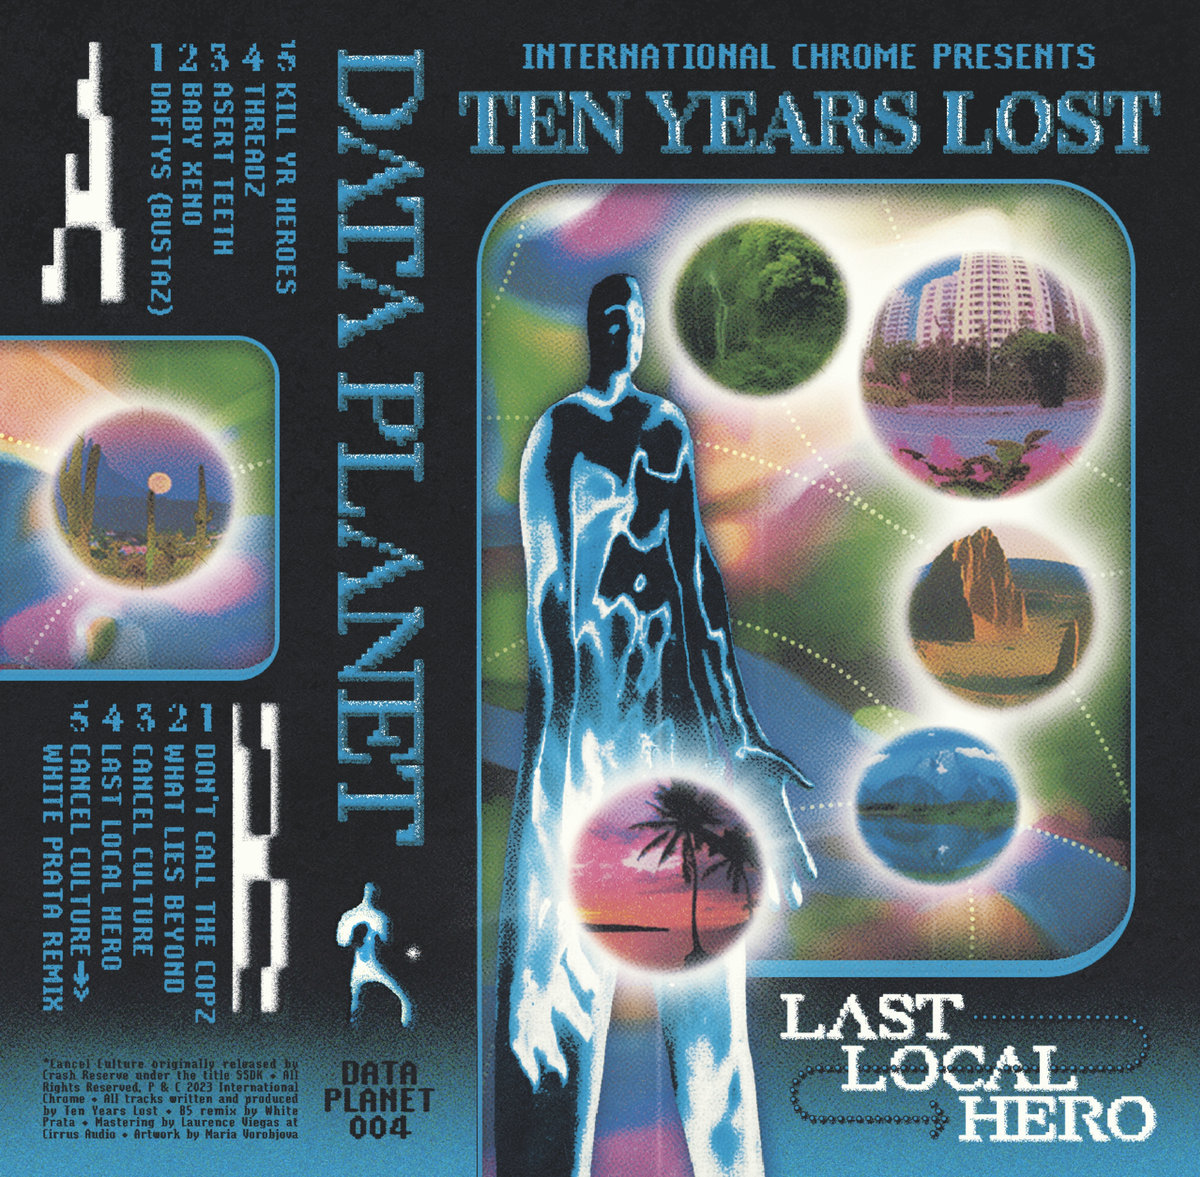 INTERNATIONAL CHROME PRESENTS
TEN YEARS LOST
LAST
LOCAL
HERO
DATA PLANET
DATA
PLANET
004
A
1 DAFTYS (BUSTAZ)
2 BABY XENO
3 ASERT TEETH
4 THREADZ
5 KILL YR HEROES
B
1 DON'T CALL THE COPZ
2 WHAT LIES BEYOND
3 CANCEL CULTURE
4 LAST LOCAL HERO
5 CANCEL CULTURE
WHITE PRATA REMIX
*Cancel Culture originally released by
Crash Reserve under the title SSDK + All
Rights Reserved, P & C 2023 International
Chrome + All tracks written and produced
by Ten Years Lost + B5 remix by White
Prata + Mastering by Laurence Viegas at
Cirrus Audio + Artwork by Maria Vorobjova